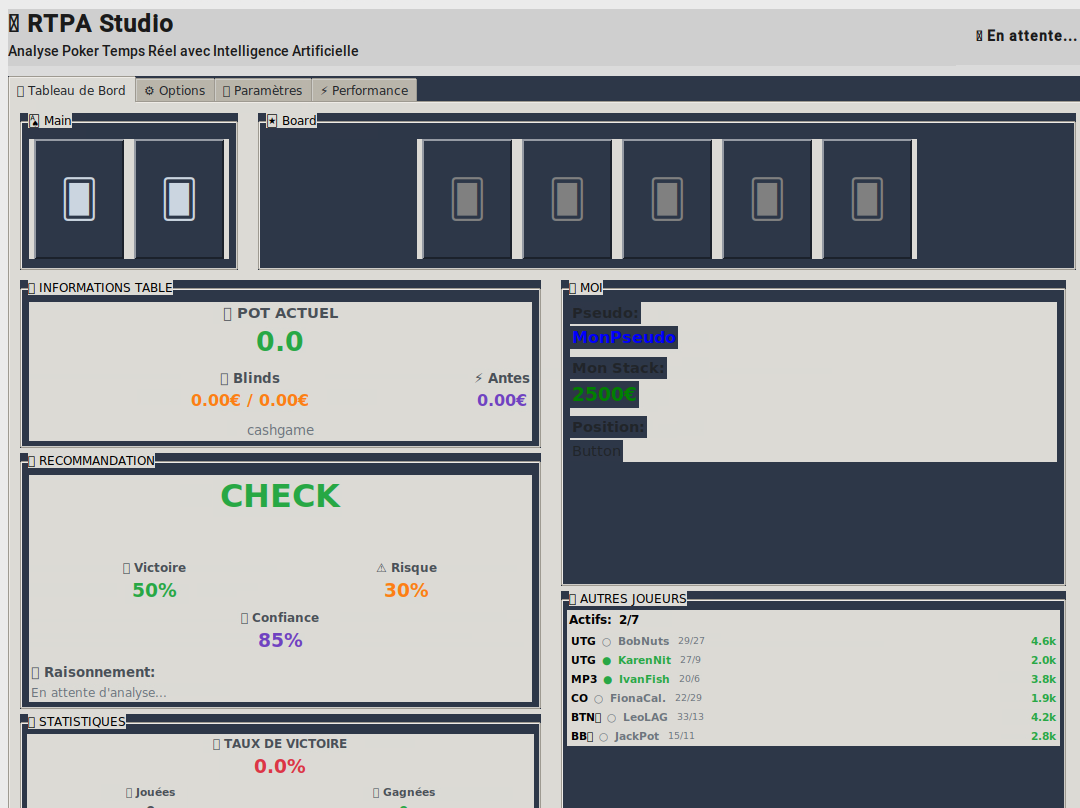 RTPA Studio
Analyse Poker Temps Réel avec Intelligence Artificielle
En attente...
Tableau de Bord
⚙ Options
Paramètres
⚡ Performance
Main
Board
INFORMATIONS TABLE
POT ACTUEL
0.0
Blinds
⚡ Antes
0.00€ / 0.00€
0.00€
cashgame
RECOMMANDATION
CHECK
Victoire
⚠ Risque
50%
30%
Confiance
85%
Raisonnement:
En attente d'analyse...
STATISTIQUES
TAUX DE VICTOIRE
0.0%
Jouées
Gagnées
MOI
Pseudo:
MonPseudo
Mon Stack:
2500€
Position:
Button
AUTRES JOUEURS
Actifs: 2/7
UTG ○ BobNuts 29/27 4.6k
UTG ● KarenNit 27/9 2.0k
MP3 ● IvanFish 20/6 3.8k
CO ○ FionaCal. 22/29 1.9k
BTN ○ LeoLAG 33/13 4.2k
BB ○ JackPot 15/11 2.8k